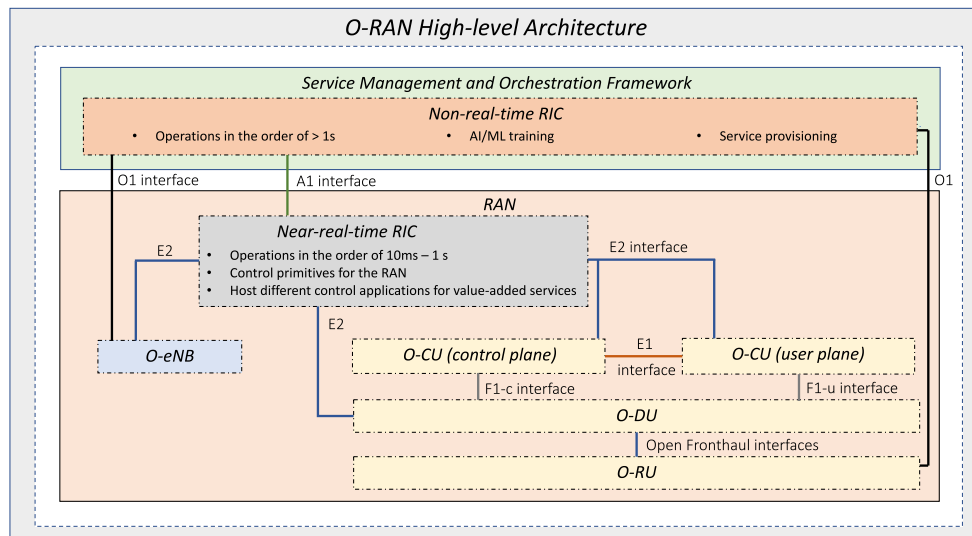 O-RAN High-level Architecture
Service Management and Orchestration Framework
Non-real-time RIC
• Operations in the order of > 1s
• AI/ML training
• Service provisioning
O1 interface
A1 interface
O1
RAN
Near-real-time RIC
• Operations in the order of 10ms – 1 s
• Control primitives for the RAN
• Host different control applications for value-added services
E2
E2 interface
E2
O-eNB
O-CU (control plane)
E1
interface
O-CU (user plane)
F1-c interface
F1-u interface
O-DU
Open Fronthaul interfaces
O-RU